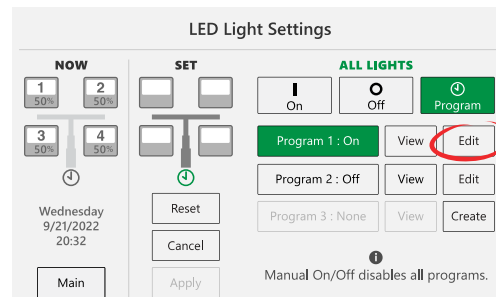 LED Light Settings
NOW
1
50%
2
50%
3
50%
4
50%
Wednesday
9/21/2022
20:32
Main
SET
Reset
Cancel
Apply
ALL LIGHTS
On
Off
Program
Program 1 : On
View
Edit
Program 2 : Off
View
Edit
Program 3 : None
View
Create
Manual On/Off disables all programs.